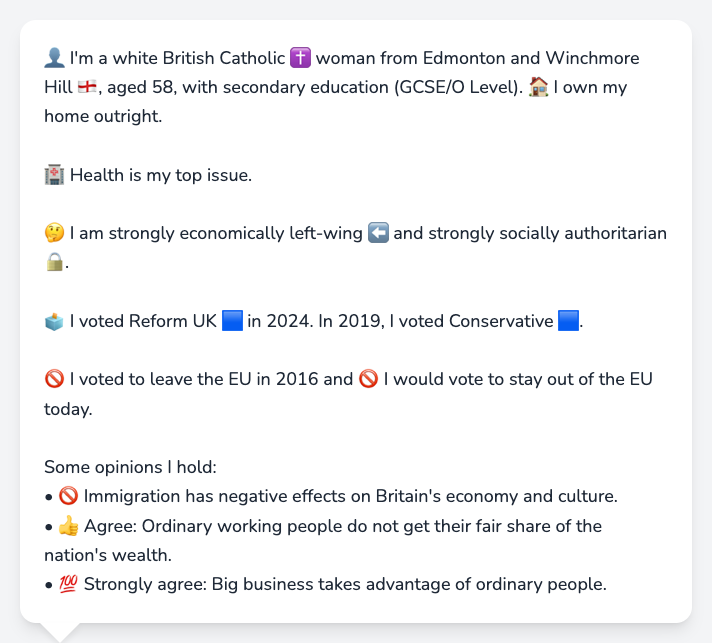 👤 I'm a white British Catholic ✝️ woman from Edmonton and Winchmore
Hill 🏴󠁧󠁢󠁥󠁮󠁧󠁿, aged 58, with secondary education (GCSE/O Level). 🏠 I own my
home outright.
🏥 Health is my top issue.
🤔 I am strongly economically left-wing ⬅️ and strongly socially authoritarian
🔒.
🗳️ I voted Reform UK 🟦 in 2024. In 2019, I voted Conservative 🟦.
🚫 I voted to leave the EU in 2016 and 🚫 I would vote to stay out of the EU
today.
Some opinions I hold:
• 🚫 Immigration has negative effects on Britain's economy and culture.
• 👍 Agree: Ordinary working people do not get their fair share of the
nation's wealth.
• 💯 Strongly agree: Big business takes advantage of ordinary people.